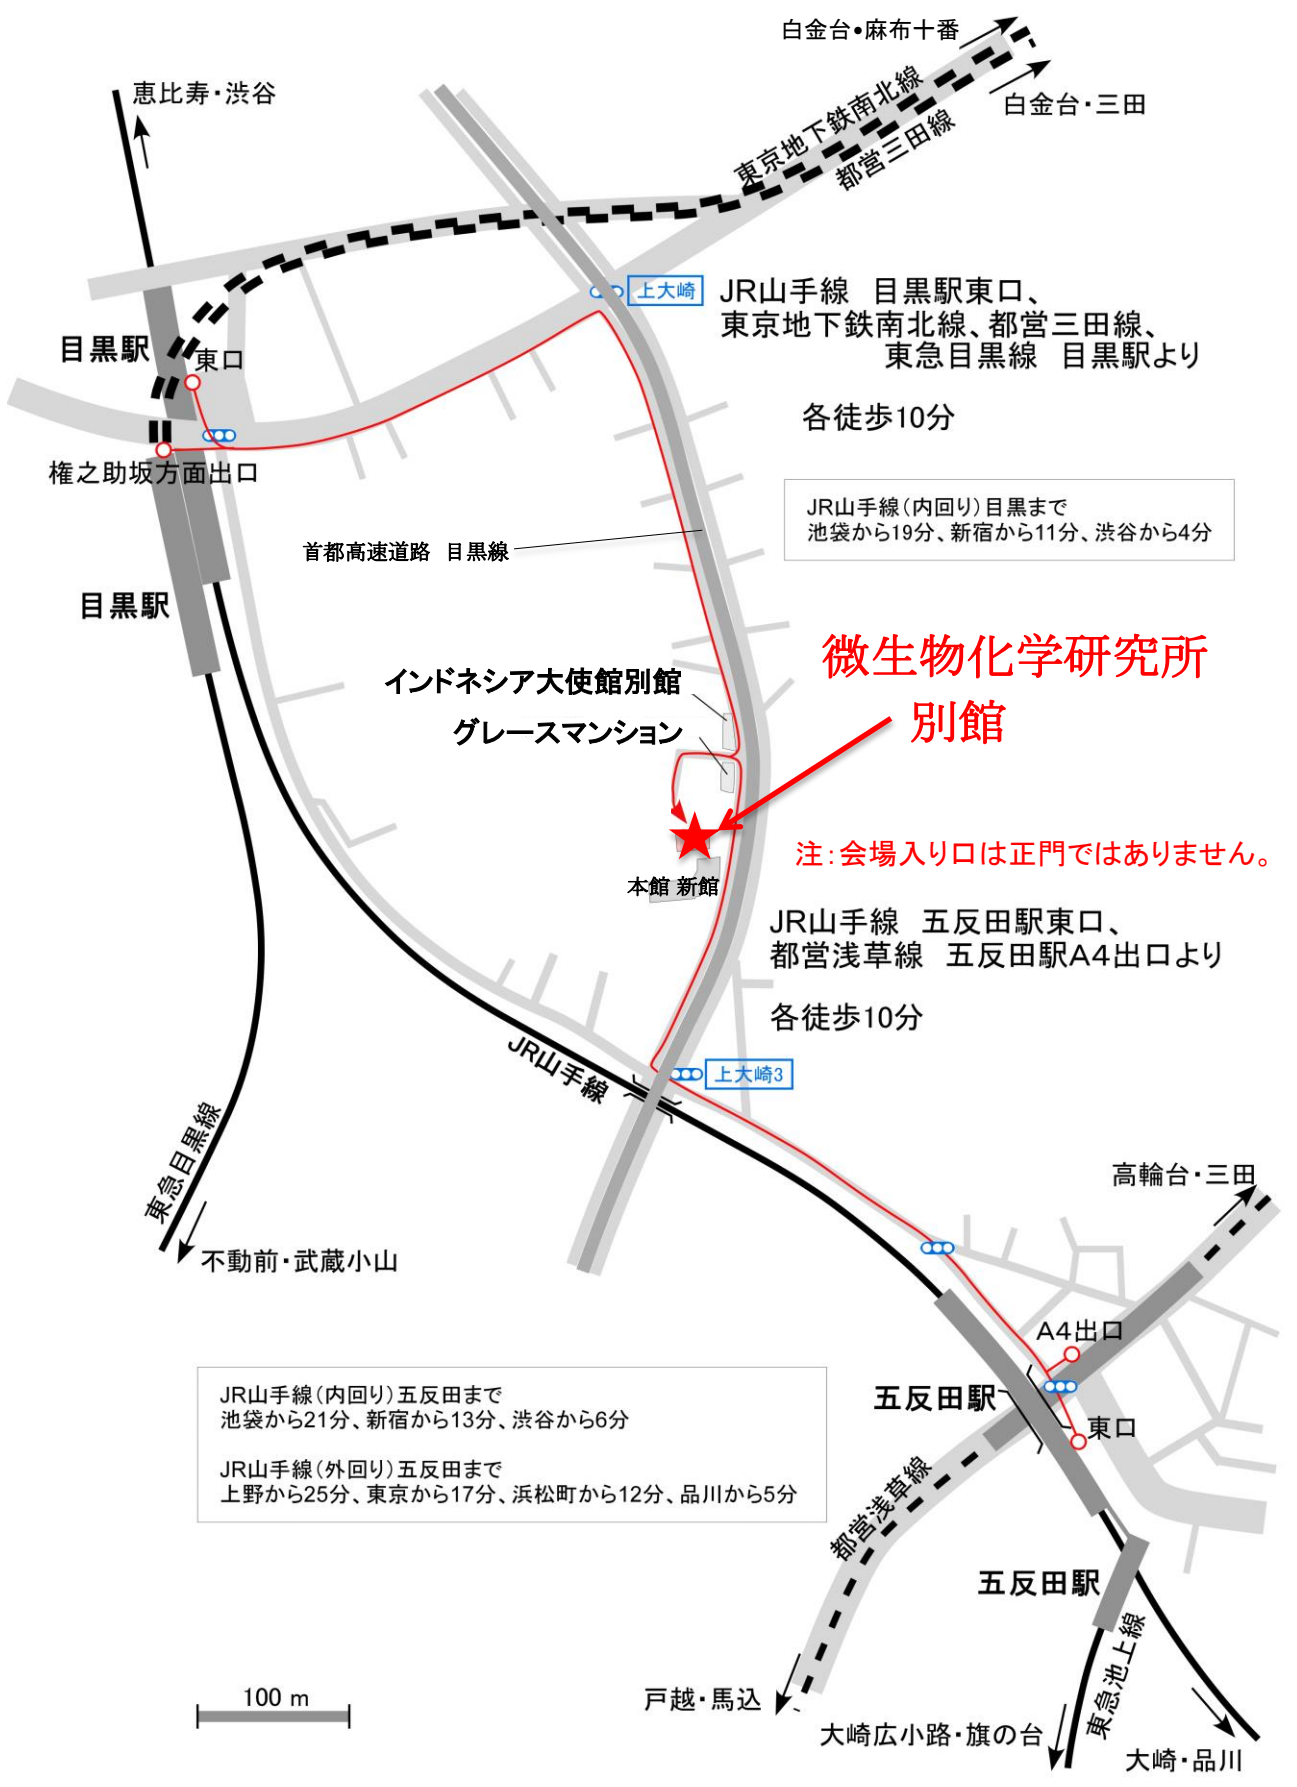 白金台・麻布十番
恵比寿・渋谷
白金台・三田
東京地下鉄南北線
都営三田線
上大崎
JR山手線　目黒駅東口、
東京地下鉄南北線、都営三田線、
東急目黒線　目黒駅より
目黒駅
東口
各徒歩10分
権之助坂方面出口
JR山手線（内回り）目黒まで
池袋から19分、新宿から11分、渋谷から4分
首都高速道路　目黒線
目黒駅
微生物化学研究所
別館
インドネシア大使館別館
グレースマンション
注：会場入り口は正門ではありません。
本館 新館
JR山手線　五反田駅東口、
都営浅草線　五反田駅A4出口より
各徒歩10分
JR山手線
上大崎3
東急目黒線
高輪台・三田
不動前・武蔵小山
A4出口
JR山手線（内回り）五反田まで
池袋から21分、新宿から13分、渋谷から6分
JR山手線（外回り）五反田まで
上野から25分、東京から17分、浜松町から12分、品川から5分
五反田駅
東口
都営浅草線
五反田駅
東急池上線
100 m
戸越・馬込
大崎広小路・旗の台
大崎・品川